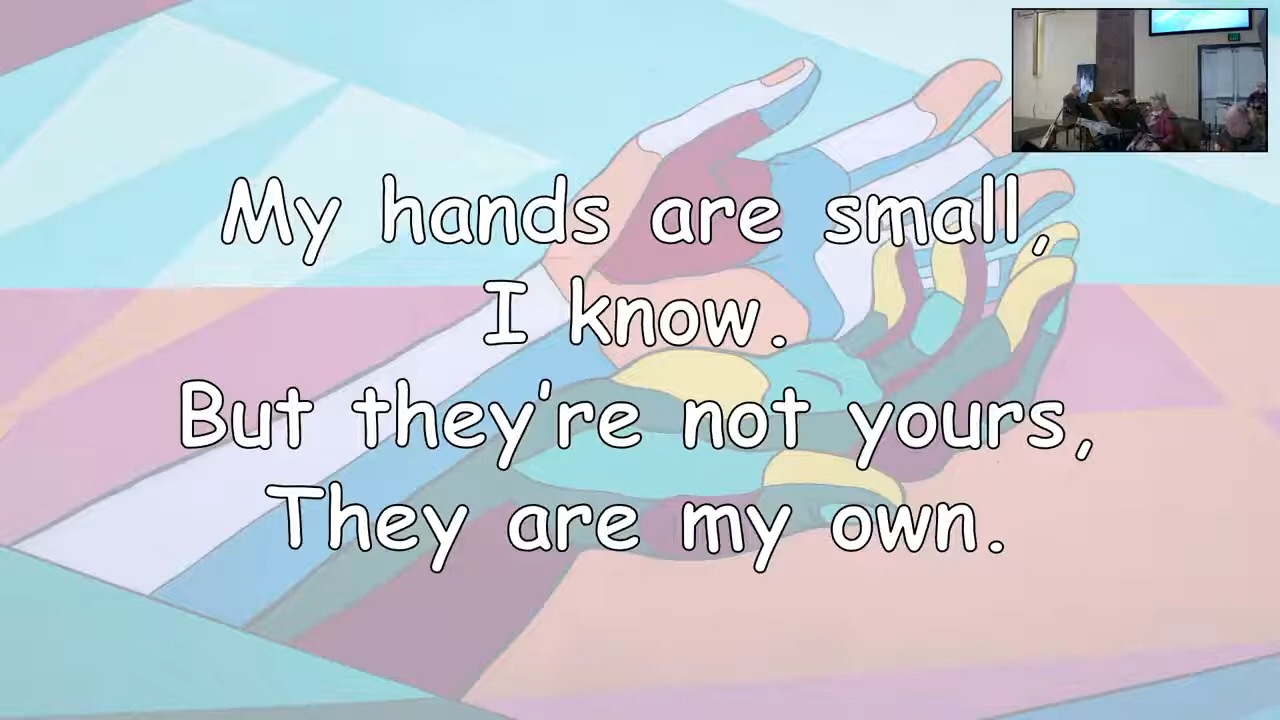 My hands are small,
I know.
But they're not yours,
They are my own.